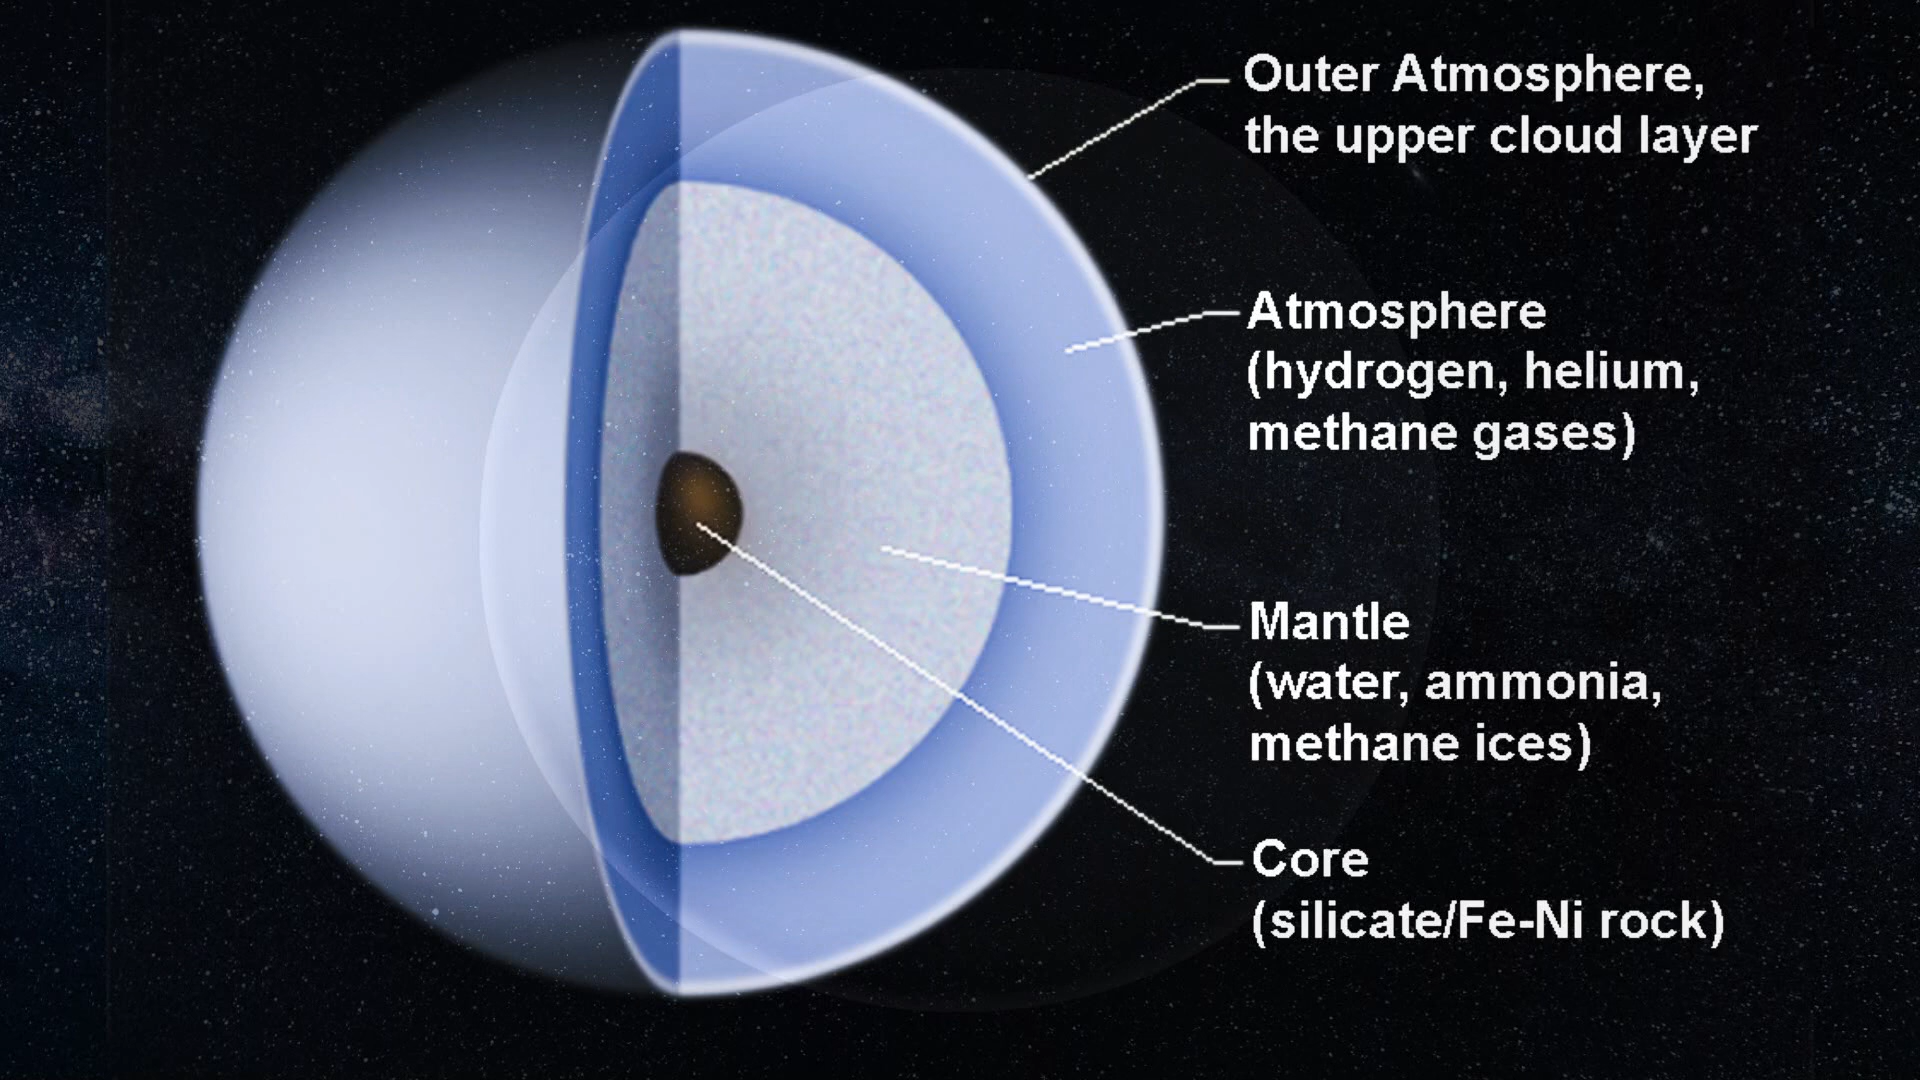 Outer Atmosphere,
the upper cloud layer
Atmosphere
(hydrogen, helium,
methane gases)
Mantle
(water, ammonia,
methane ices)
Core
(silicate/Fe-Ni rock)